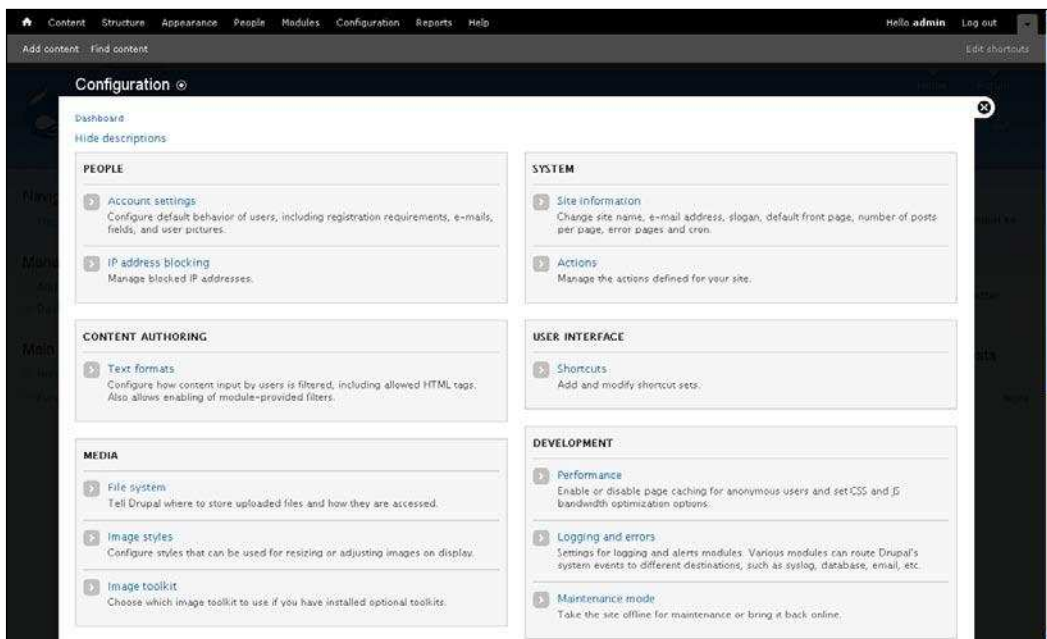 Content Structure Appearance People Modules Configuration Reports Help
Hello admin Log out
Add content Find content
Edit shortcuts
Configuration
Dashboard
Hide descriptions
PEOPLE
Account settings
Configure default behavior of users, including registration requirements, e-mails,
fields, and user pictures.
IP address blocking
Manage blocked IP addresses.
CONTENT AUTHORING
Text formats
Configure how content input by users is filtered, including allowed HTML tags.
Also allows enabling of module-provided filters.
MEDIA
File system
Tell Drupal where to store uploaded files and how they are accessed.
Image styles
Configure styles that can be used for resizing or adjusting images on display.
Image toolkit
Choose which image toolkit to use if you have installed optional toolkits.
SYSTEM
Site information
Change site name, e-mail address, slogan, default front page, number of posts
per page, error pages and cron.
Actions
Manage the actions defined for your site.
USER INTERFACE
Shortcuts
Add and modify shortcut sets.
DEVELOPMENT
Performance
Enable or disable page caching for anonymous users and set CSS and JS
bandwidth optimization options.
Logging and errors
Settings for logging and alerts modules. Various modules can route Drupal's
system events to different destinations, such as syslog, database, email, etc.
Maintenance mode
Take the site offline for maintenance or bring it back online.